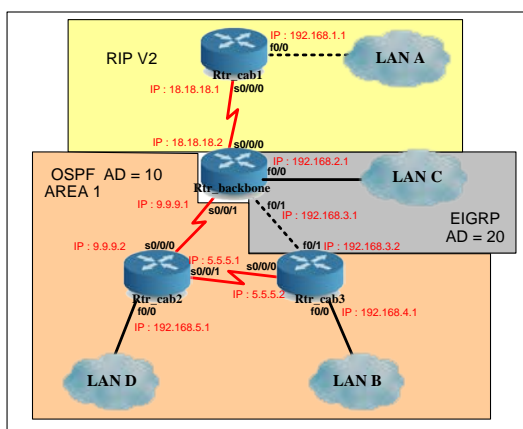 RIP V2
IP : 192.168.1.1
f0/0
LAN A
Rtr_cab1
IP : 18.18.18.1
s0/0/0
IP : 18.18.18.2
s0/0/0
OSPF AD = 10
AREA 1
IP : 192.168.2.1
f0/0
LAN C
Rtr_backbone
s0/0/1
IP : 9.9.9.1
f0/1
IP : 192.168.3.1
EIGRP
AD = 20
IP : 9.9.9.2
s0/0/0
f0/1
IP : 192.168.3.2
IP : 5.5.5.1
s0/0/1
s0/0/0
Rtr_cab2
IP : 5.5.5.2
Rtr_cab3
f0/0
IP : 192.168.5.1
f0/0
IP : 192.168.4.1
LAN D
LAN B